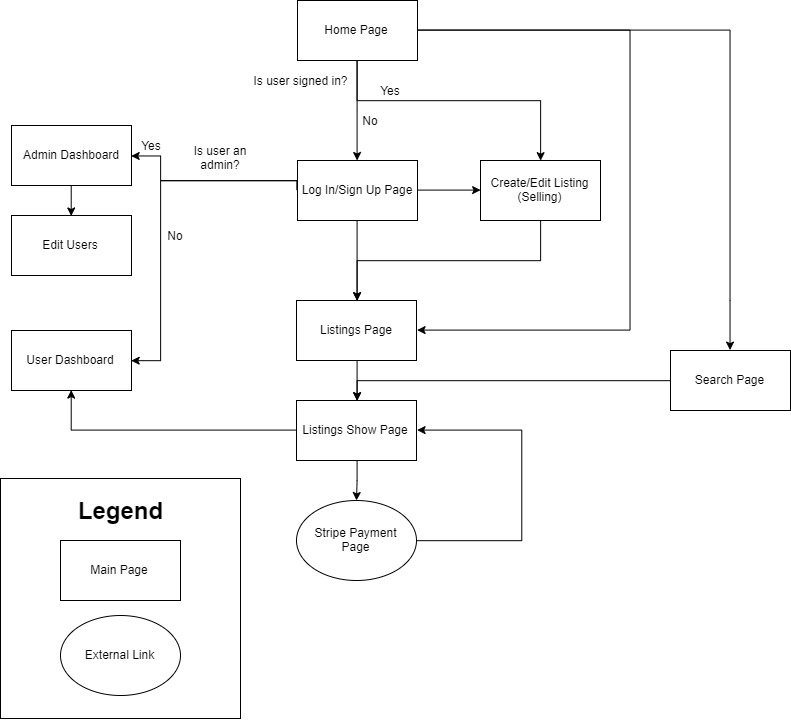 Home Page
Is user signed in?
Yes
No
Is user an
admin?
Yes
Admin Dashboard
Log In/Sign Up Page
Create/Edit Listing
(Selling)
No
Edit Users
Listings Page
User Dashboard
Search Page
Listings Show Page
Stripe Payment
Page
Legend
Main Page
External Link